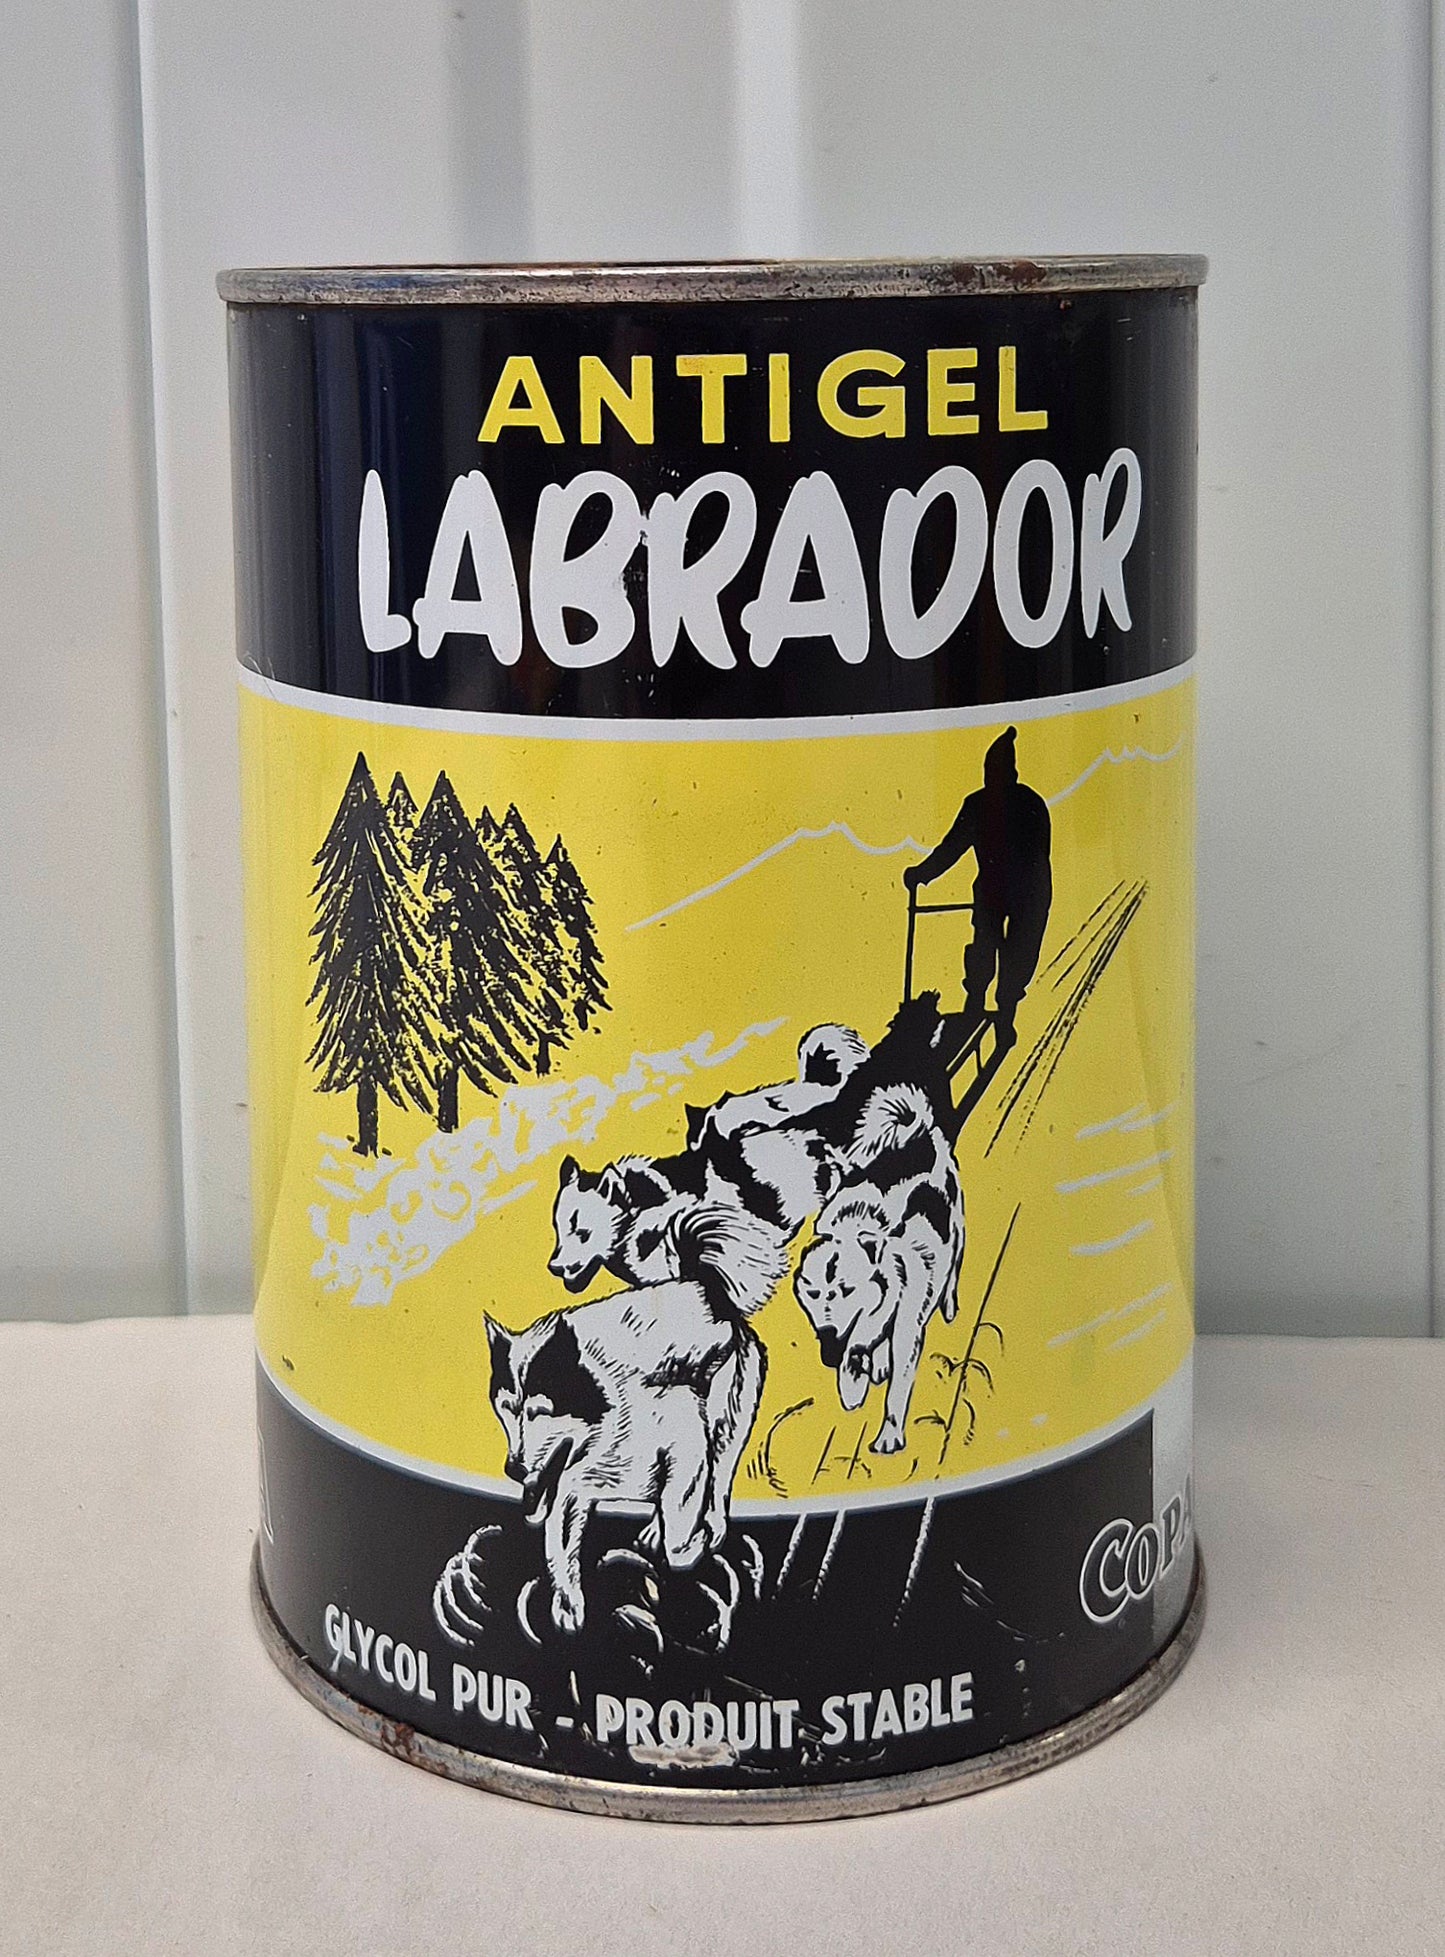 ANTIGEL
LABRADOR
GLYCOL PUR - PRODUIT STABLE